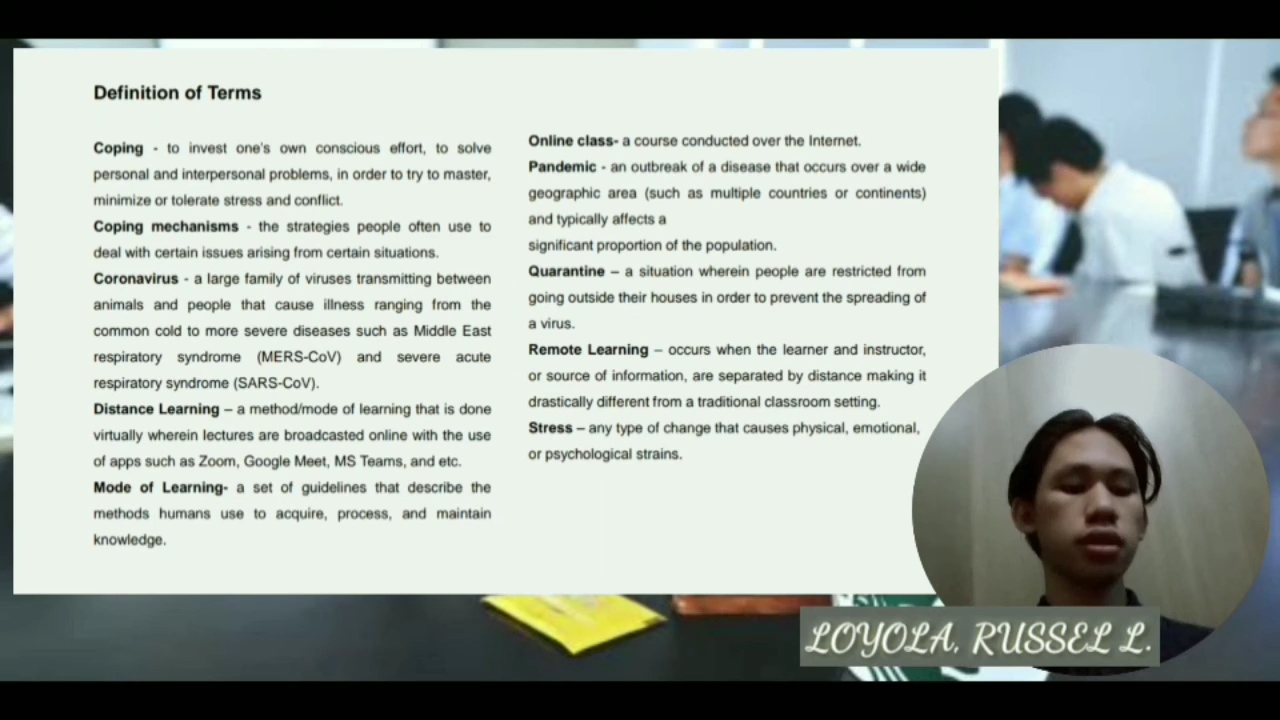 Definition of Terms
Coping - to invest one's own conscious effort, to solve
personal and interpersonal problems, in order to try to master,
minimize or tolerate stress and conflict.
Coping mechanisms - the strategies people often use to
deal with certain issues arising from certain situations.
Coronavirus - a large family of viruses transmitting between
animals and people that cause illness ranging from the
common cold to more severe diseases such as Middle East
respiratory syndrome (MERS-CoV) and severe acute
respiratory syndrome (SARS-CoV).
Distance Learning – a method/mode of learning that is done
virtually wherein lectures are broadcasted online with the use
of apps such as Zoom, Google Meet, MS Teams, and etc.
Mode of Learning- a set of guidelines that describe the
methods humans use to acquire, process, and maintain
knowledge.
Online class- a course conducted over the Internet.
Pandemic - an outbreak of a disease that occurs over a wide
geographic area (such as multiple countries or continents)
and typically affects a
significant proportion of the population.
Quarantine – a situation wherein people are restricted from
going outside their houses in order to prevent the spreading of
a virus.
Remote Learning – occurs when the learner and instructor,
or source of information, are separated by distance making it
drastically different from a traditional classroom setting.
Stress – any type of change that causes physical, emotional,
or psychological strains.
LOYOLA, RUSSEL L.